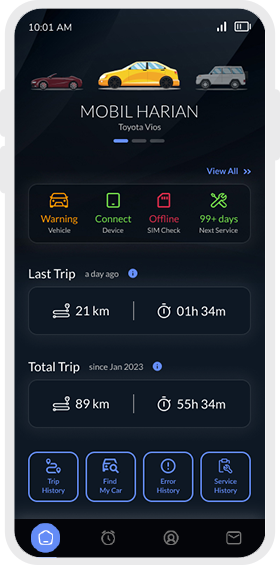 10:01 AM
MOBIL HARIAN
Toyota Vios
View All
Warning Connect Offline 99+ days
Vehicle Device SIM Check Next Service
Last Trip a day ago
21 km 01h 34m
Total Trip since Jan 2023
89 km 55h 34m
Trip History
Find My Car
Error History
Service History